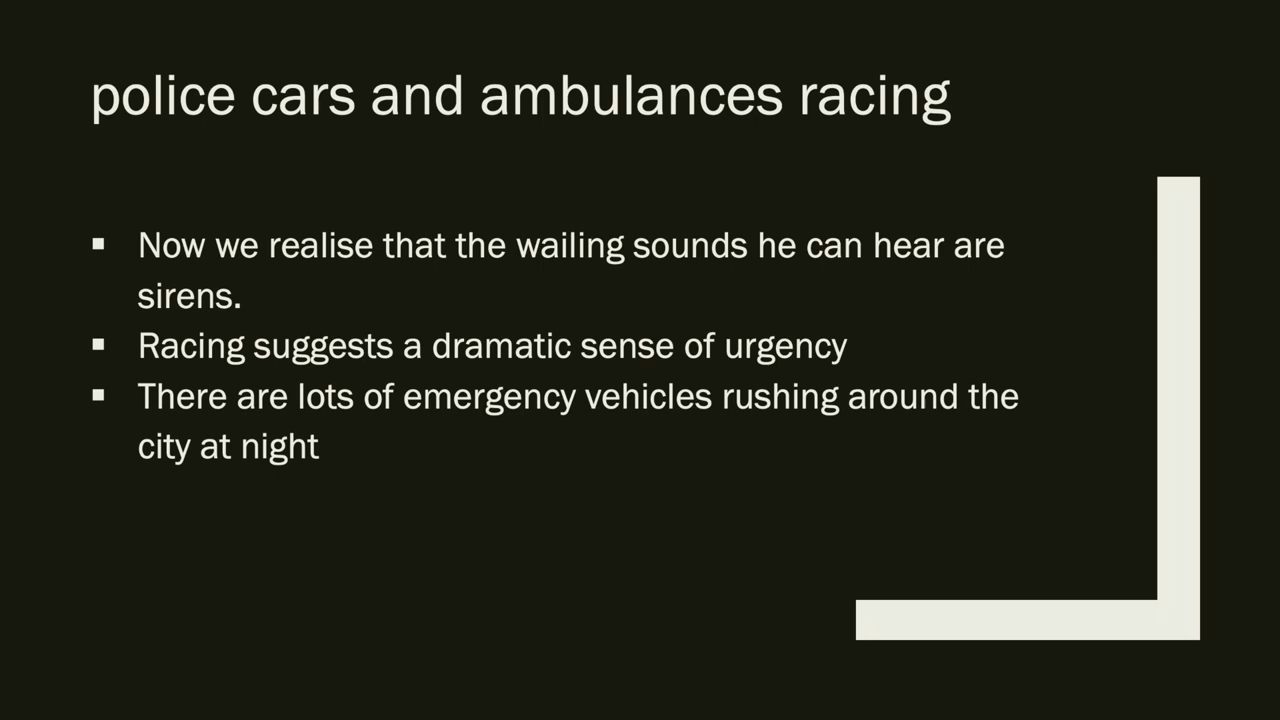 police cars and ambulances racing
▪ Now we realise that the wailing sounds he can hear are
sirens.
▪ Racing suggests a dramatic sense of urgency
▪ There are lots of emergency vehicles rushing around the
city at night